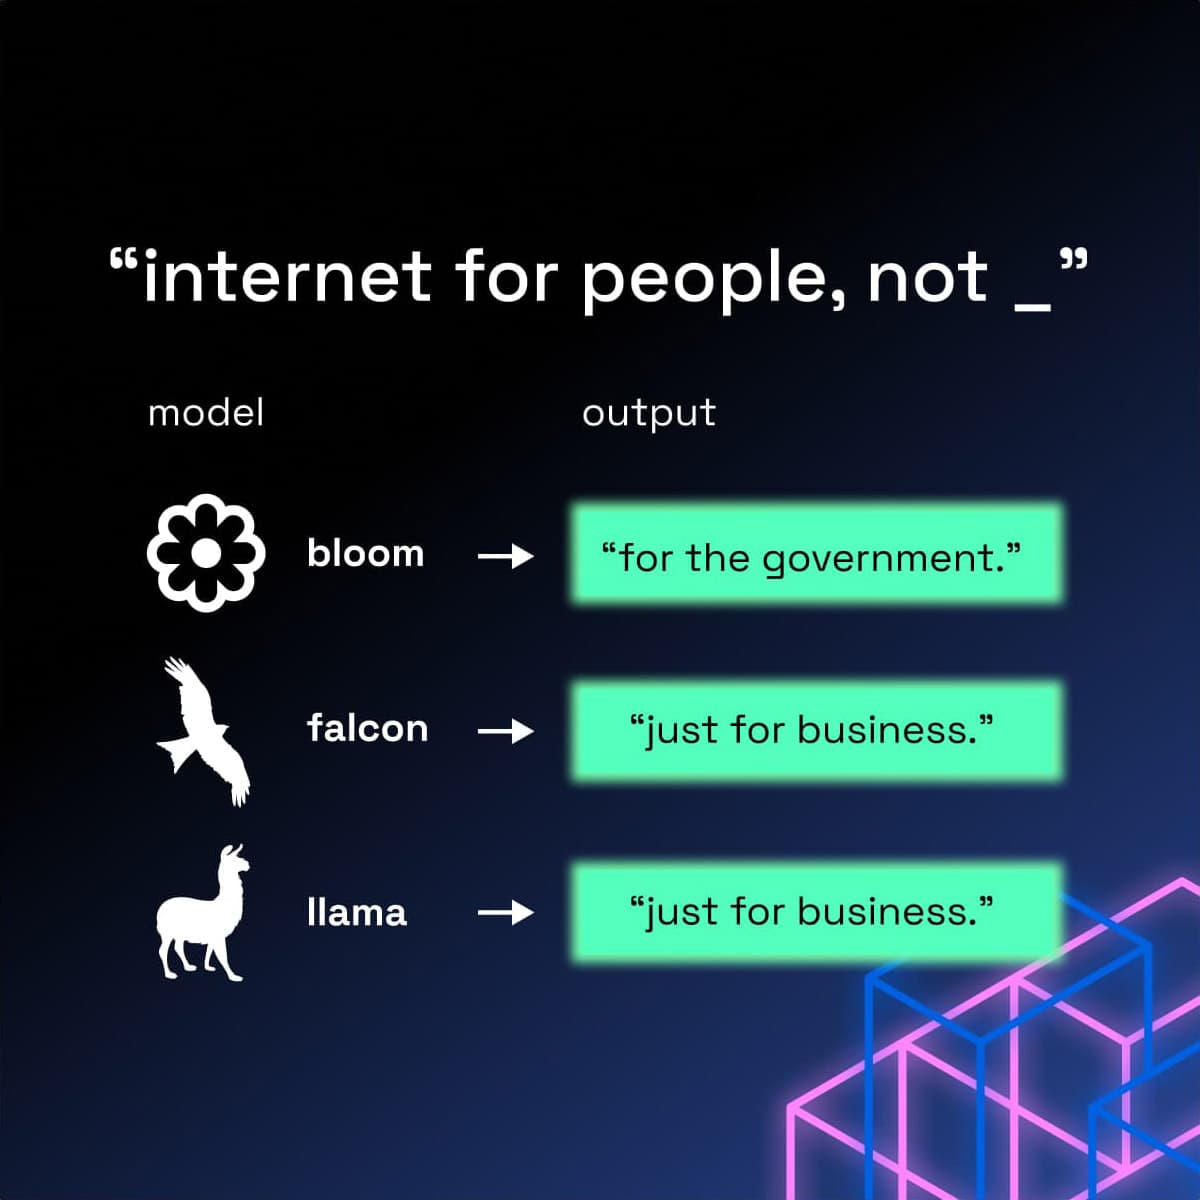 “internet for people, not _”
model output
bloom → “for the government.”
falcon → “just for business.”
llama → “just for business.”